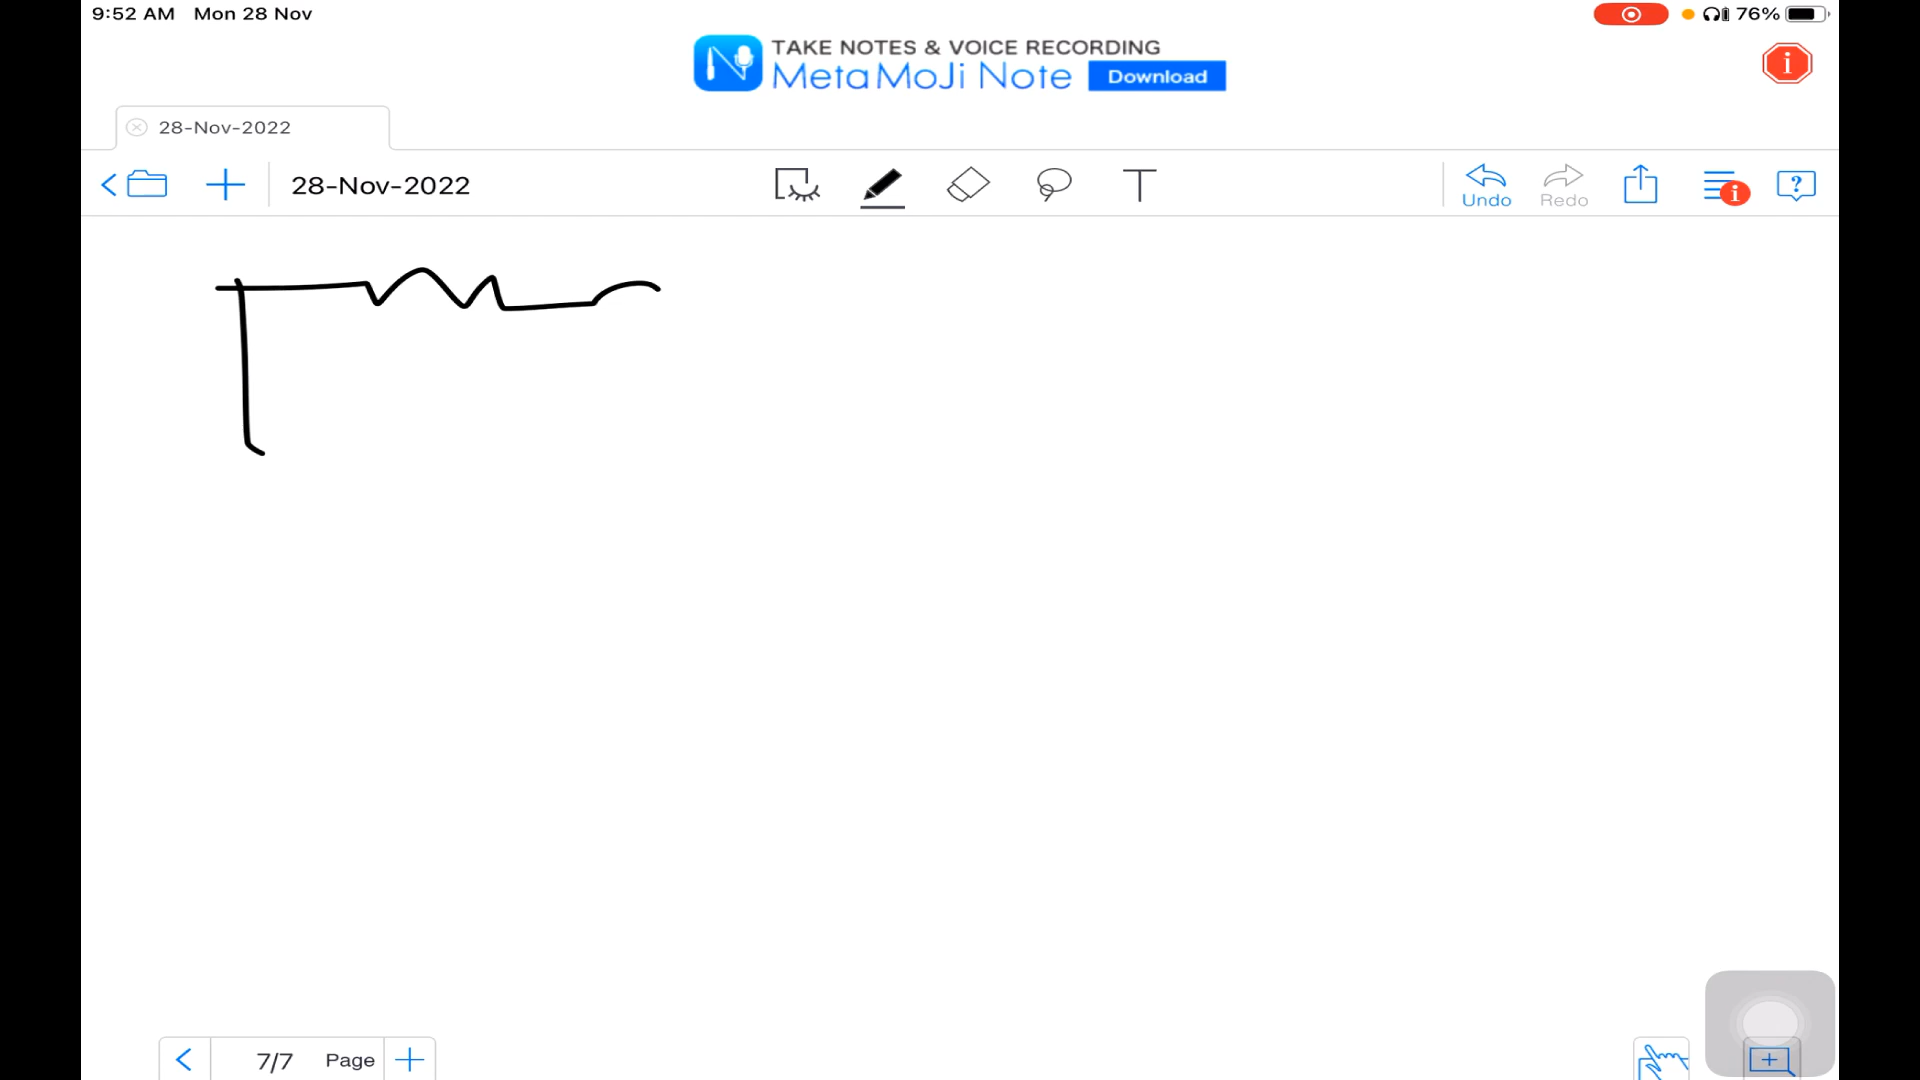 9:52 AM Mon 28 Nov
76%
TAKE NOTES & VOICE RECORDING
MetaMoJi Note Download
28-Nov-2022
28-Nov-2022
T
Undo
Redo
?
7/7 Page